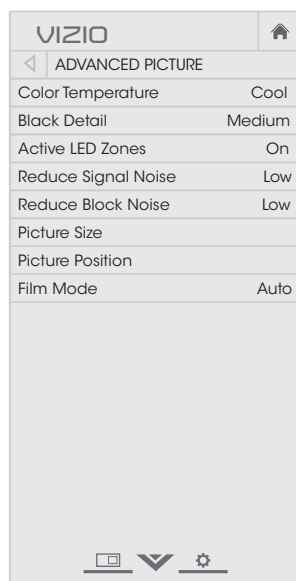 VIZIO
ADVANCED PICTURE
Color Temperature Cool
Black Detail Medium
Active LED Zones On
Reduce Signal Noise Low
Reduce Block Noise Low
Picture Size
Picture Position
Film Mode Auto